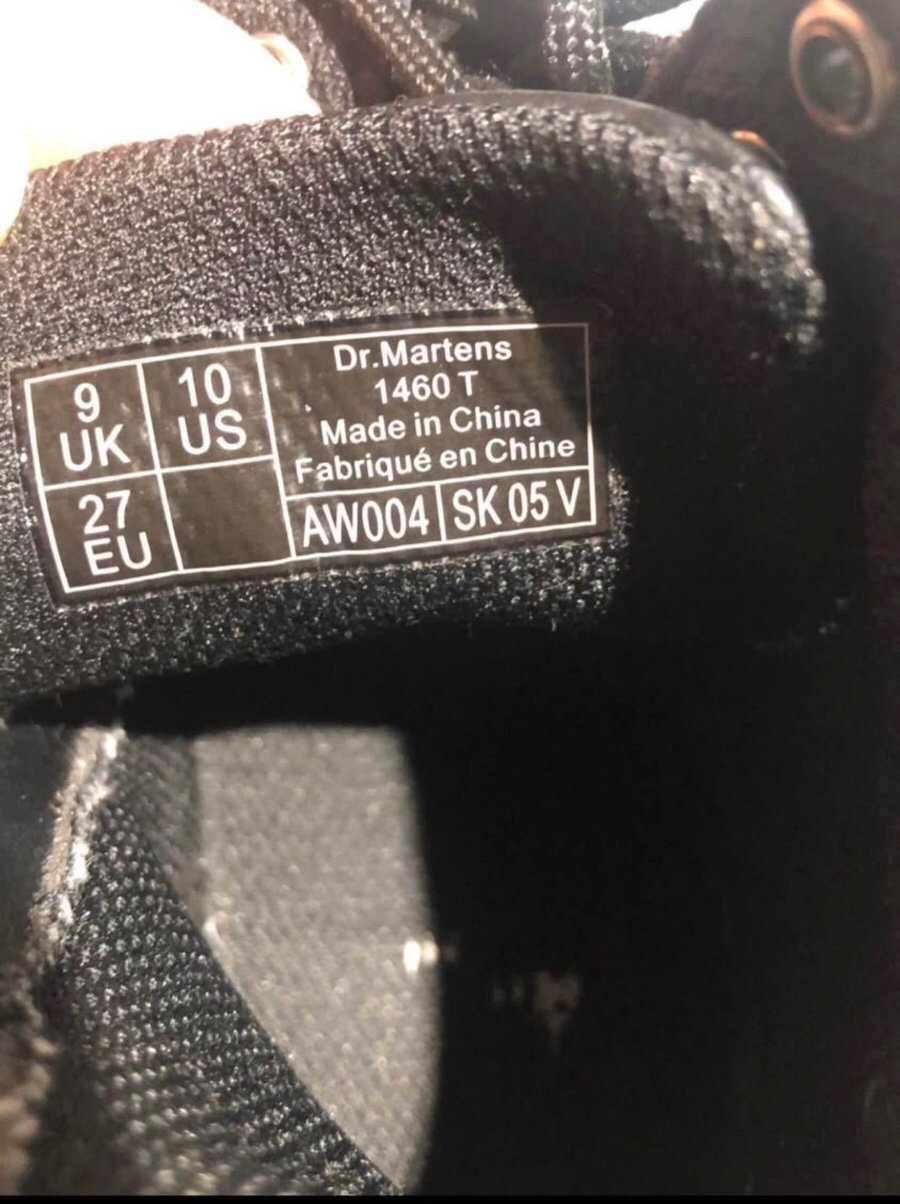 9
UK
10
US
27
EU
Dr.Martens
1460 T
Made in China
Fabriqué en Chine
AW004
SK 05 V